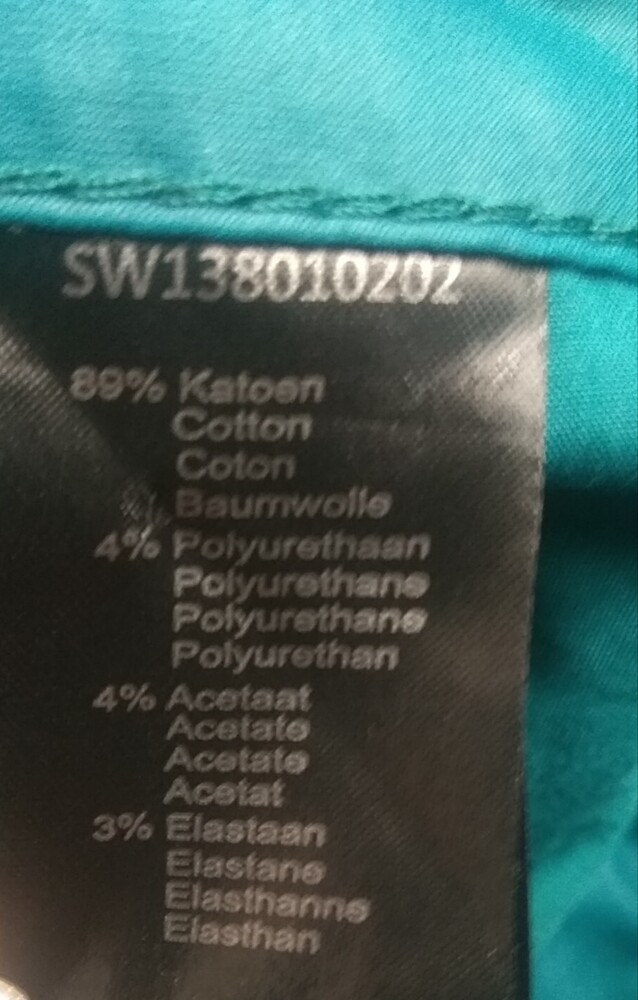 SW138010202
89% Katoen
Cotton
Coton
Baumwolle
4% Polyurethaan
Polyurethane
Polyurethane
Polyurethan
4% Acetaat
Acetate
Acetate
Acetat
3% Elastaan
Elastane
Elasthanne
Elasthan